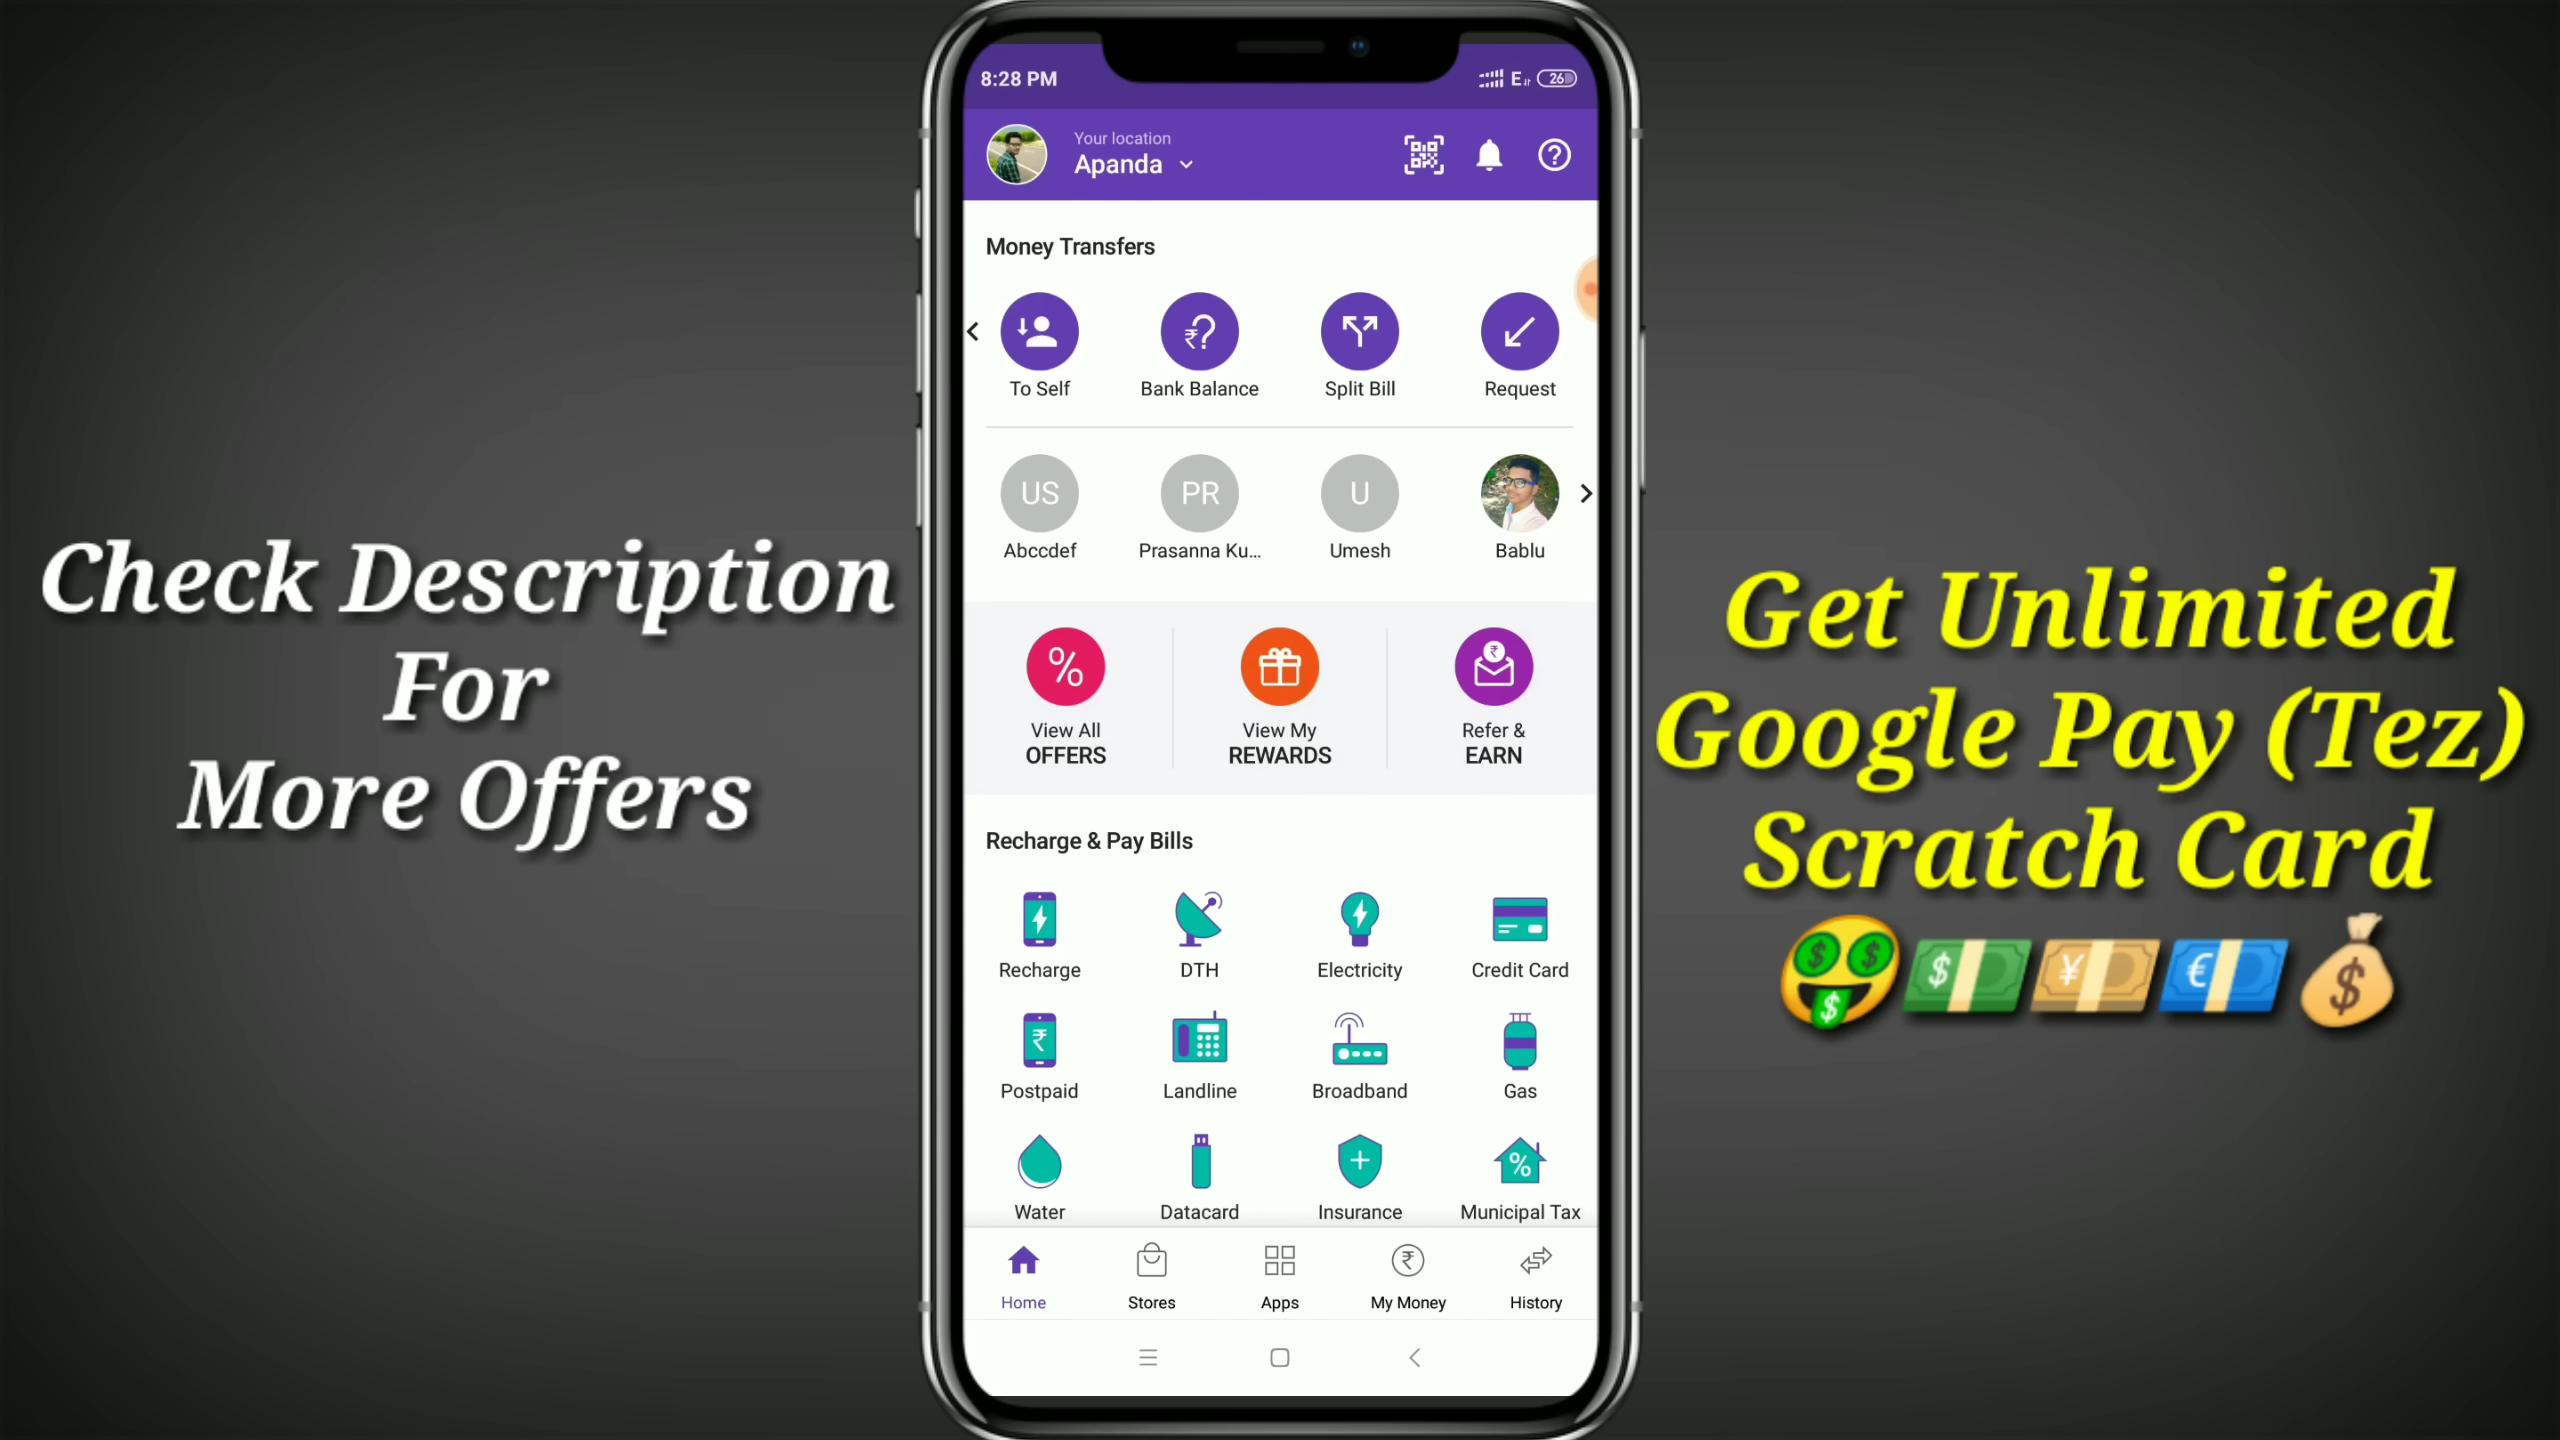 8:28 PM
E
26
Your location
Apanda
Money Transfers
To Self
Bank Balance
Split Bill
Request
US
PR
U
Abccdef
Prasanna Ku...
Umesh
Bablu
View All
OFFERS
View My
REWARDS
Refer &
EARN
Recharge & Pay Bills
Recharge
DTH
Electricity
Credit Card
Postpaid
Landline
Broadband
Gas
Water
Datacard
Insurance
Municipal Tax
Home
Stores
Apps
My Money
History
Check Description
For
More Offers
Get Unlimited
Google Pay (Tez)
Scratch Card